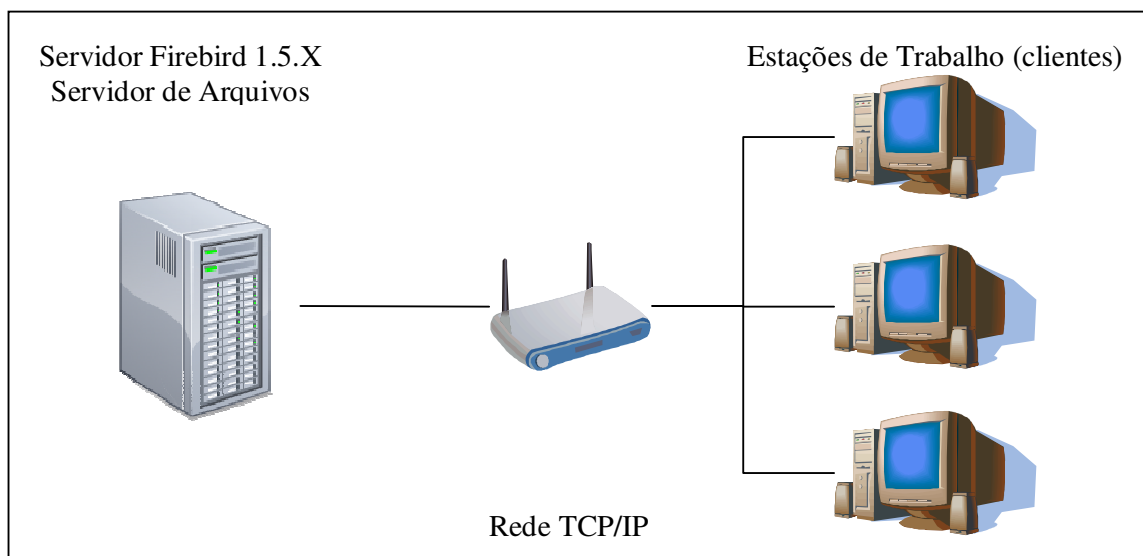 Servidor Firebird 1.5.X
Servidor de Arquivos
Estações de Trabalho (clientes)
Rede TCP/IP